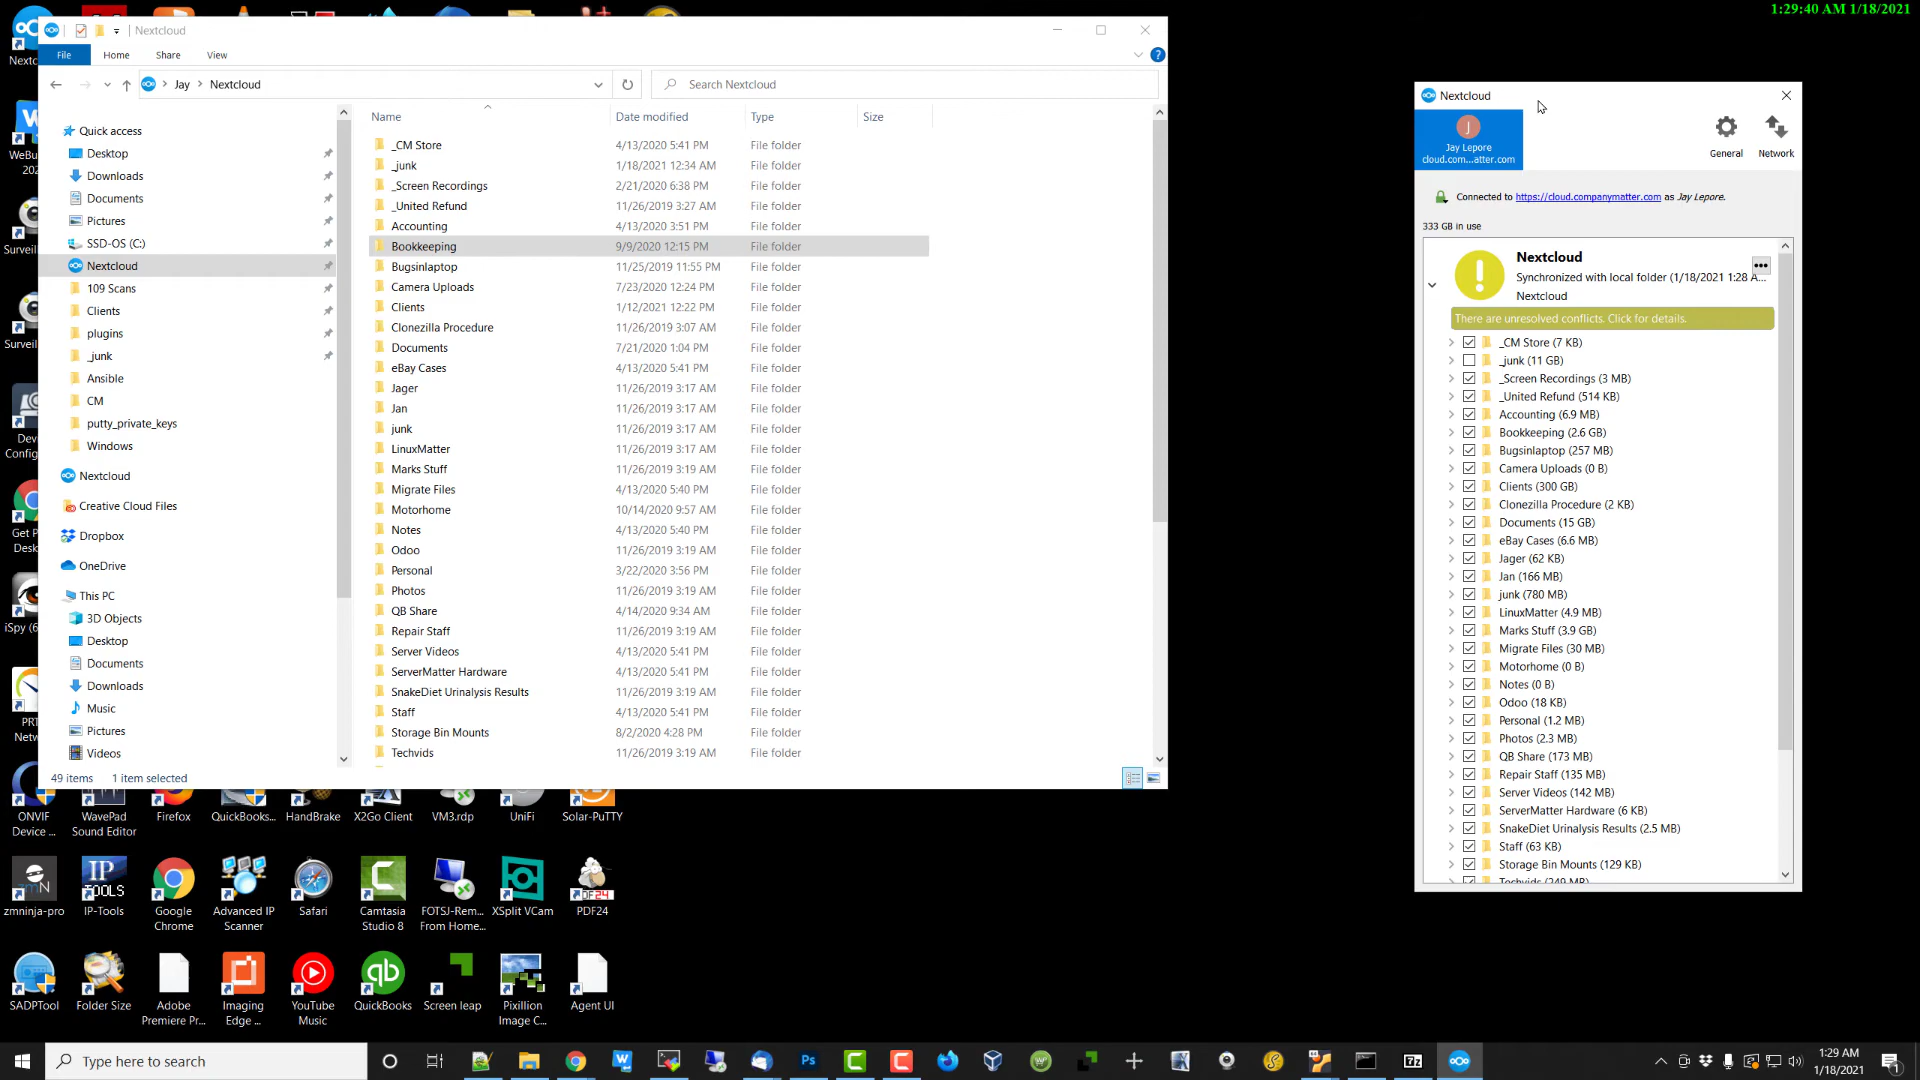 1:29:40 AM 1/18/2021
Nextcloud
File
Home
Share
View
Jay
Nextcloud
Search Nextcloud
Name
Date modified
Type
Size
Quick access
Desktop
Downloads
Documents
Pictures
SSD-OS (C:)
Nextcloud
109 Scans
Clients
plugins
_junk
Ansible
CM
putty_private_keys
Windows
Nextcloud
Creative Cloud Files
Dropbox
OneDrive
This PC
3D Objects
Desktop
Documents
Downloads
Music
Pictures
Videos
_CM Store 4/13/2020 5:41 PM File folder
_junk 1/18/2021 12:34 AM File folder
_Screen Recordings 2/21/2020 6:38 PM File folder
_United Refund 11/26/2019 3:27 AM File folder
Accounting 4/13/2020 3:51 PM File folder
Bookkeeping 9/9/2020 12:15 PM File folder
Bugsinlaptop 11/25/2019 11:55 PM File folder
Camera Uploads 7/23/2020 12:24 PM File folder
Clients 1/12/2021 12:22 PM File folder
Clonezilla Procedure 11/26/2019 3:07 AM File folder
Documents 7/21/2020 1:04 PM File folder
eBay Cases 4/13/2020 5:41 PM File folder
Jager 11/26/2019 3:17 AM File folder
Jan 11/26/2019 3:17 AM File folder
junk 11/26/2019 3:17 AM File folder
LinuxMatter 11/26/2019 3:17 AM File folder
Marks Stuff 11/26/2019 3:19 AM File folder
Migrate Files 4/13/2020 5:40 PM File folder
Motorhome 10/14/2020 9:57 AM File folder
Notes 4/13/2020 5:40 PM File folder
Odoo 11/26/2019 3:19 AM File folder
Personal 3/22/2020 3:56 PM File folder
Photos 11/26/2019 3:19 AM File folder
QB Share 4/14/2020 9:34 AM File folder
Repair Staff 11/26/2019 3:19 AM File folder
Server Videos 4/13/2020 5:41 PM File folder
ServerMatter Hardware 4/13/2020 5:41 PM File folder
SnakeDiet Urinalysis Results 11/26/2019 3:19 AM File folder
Staff 4/13/2020 5:41 PM File folder
Storage Bin Mounts 8/2/2020 4:28 PM File folder
Techvids 11/26/2019 3:19 AM File folder
49 items
1 item selected
Nextcloud
J
Jay Lepore
cloud.com...atter.com
General
Network
Connected to https://cloud.companymatter.com as Jay Lepore.
333 GB in use
Nextcloud
Synchronized with local folder (1/18/2021 1:28 A...
Nextcloud
There are unresolved conflicts. Click for details.
_CM Store (7 KB)
_junk (11 GB)
_Screen Recordings (3 MB)
_United Refund (514 KB)
Accounting (6.9 MB)
Bookkeeping (2.6 GB)
Bugsinlaptop (257 MB)
Camera Uploads (0 B)
Clients (300 GB)
Clonezilla Procedure (2 KB)
Documents (15 GB)
eBay Cases (6.6 MB)
Jager (62 KB)
Jan (166 MB)
junk (780 MB)
LinuxMatter (4.9 MB)
Marks Stuff (3.9 GB)
Migrate Files (30 MB)
Motorhome (0 B)
Notes (0 B)
Odoo (18 KB)
Personal (1.2 MB)
Photos (2.3 MB)
QB Share (173 MB)
Repair Staff (135 MB)
Server Videos (142 MB)
ServerMatter Hardware (6 KB)
SnakeDiet Urinalysis Results (2.5 MB)
Staff (63 KB)
Storage Bin Mounts (129 KB)
Techvids (249 MB)
ONVIF
Device ...
WavePad
Sound Editor
Firefox
QuickBooks...
HandBrake
X2Go Client
VM3.rdp
UniFi
Solar-PuTTY
zmninja-pro
IP
TOOLS
IP-Tools
Google
Chrome
Advanced IP
Scanner
Safari
Camtasia
Studio 8
FOTSJ-Rem...
From Home...
XSplit VCam
PDF24
SADPTool
Folder Size
Adobe
Premiere Pr...
Imaging
Edge ...
YouTube
Music
QuickBooks
Screen leap
Pixillion
Image C...
Agent UI
Type here to search
1:29 AM
1/18/2021